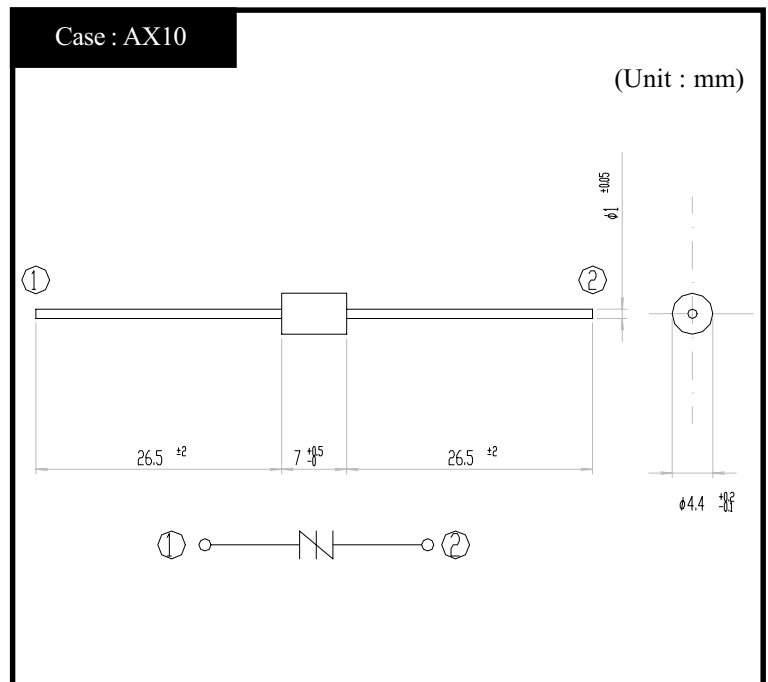 Case : AX10
(Unit : mm)
ϕ1 ±0.05
① ②
26.5 ±2 7 +0.5 -0 26.5 ±2
ϕ4.4 +0.2 -0.1
① ②